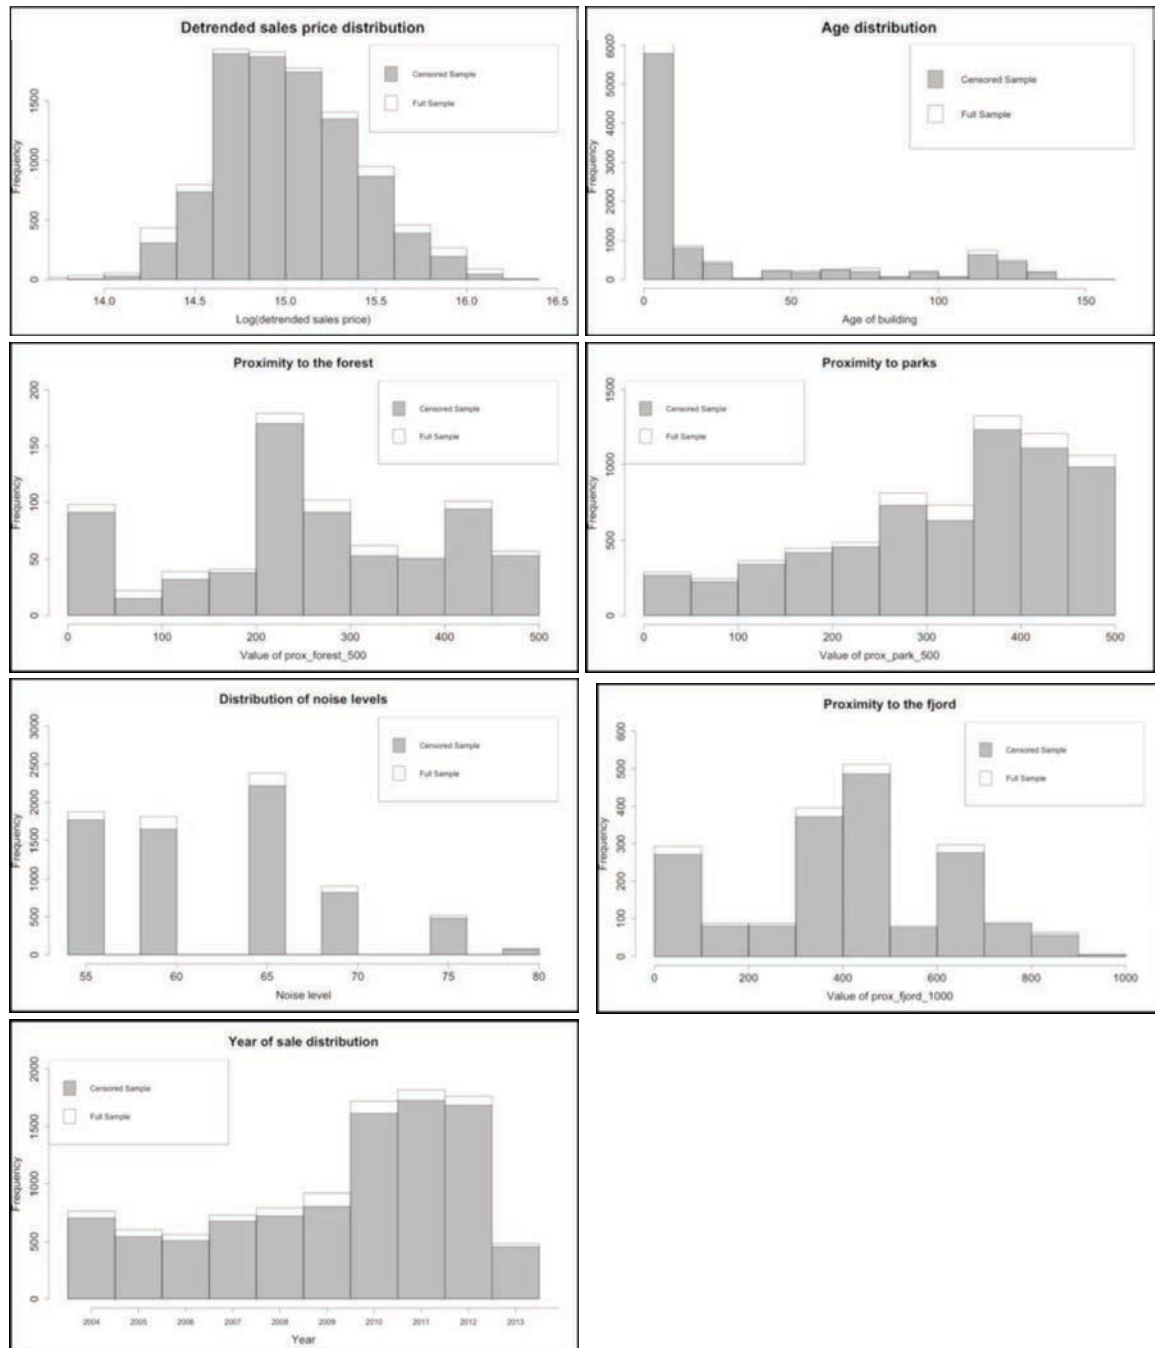 Detrended sales price distribution
Censored Sample
Full Sample
Frequency
1500
1000
500
0
14.0 14.5 15.0 15.5 16.0 16.5
Log(detrended sales price)
Age distribution
Censored Sample
Full Sample
Frequency
6000
5000
4000
3000
2000
1000
0
0 50 100 150
Age of building
Proximity to the forest
Censored Sample
Full Sample
Frequency
200
150
100
50
0
0 100 200 300 400 500
Value of prox_forest_500
Proximity to parks
Censored Sample
Full Sample
Frequency
1500
1000
500
0
0 100 200 300 400 500
Value of prox_park_500
Distribution of noise levels
Censored Sample
Full Sample
Frequency
3000
2500
2000
1500
1000
500
0
55 60 65 70 75 80
Noise level
Proximity to the fjord
Censored Sample
Full Sample
Frequency
600
500
400
300
200
100
0
0 200 400 600 800 1000
Value of prox_fjord_1000
Year of sale distribution
Censored Sample
Full Sample
Frequency
2000
1500
1000
500
0
2004 2005 2006 2007 2008 2009 2010 2011 2012 2013
Year